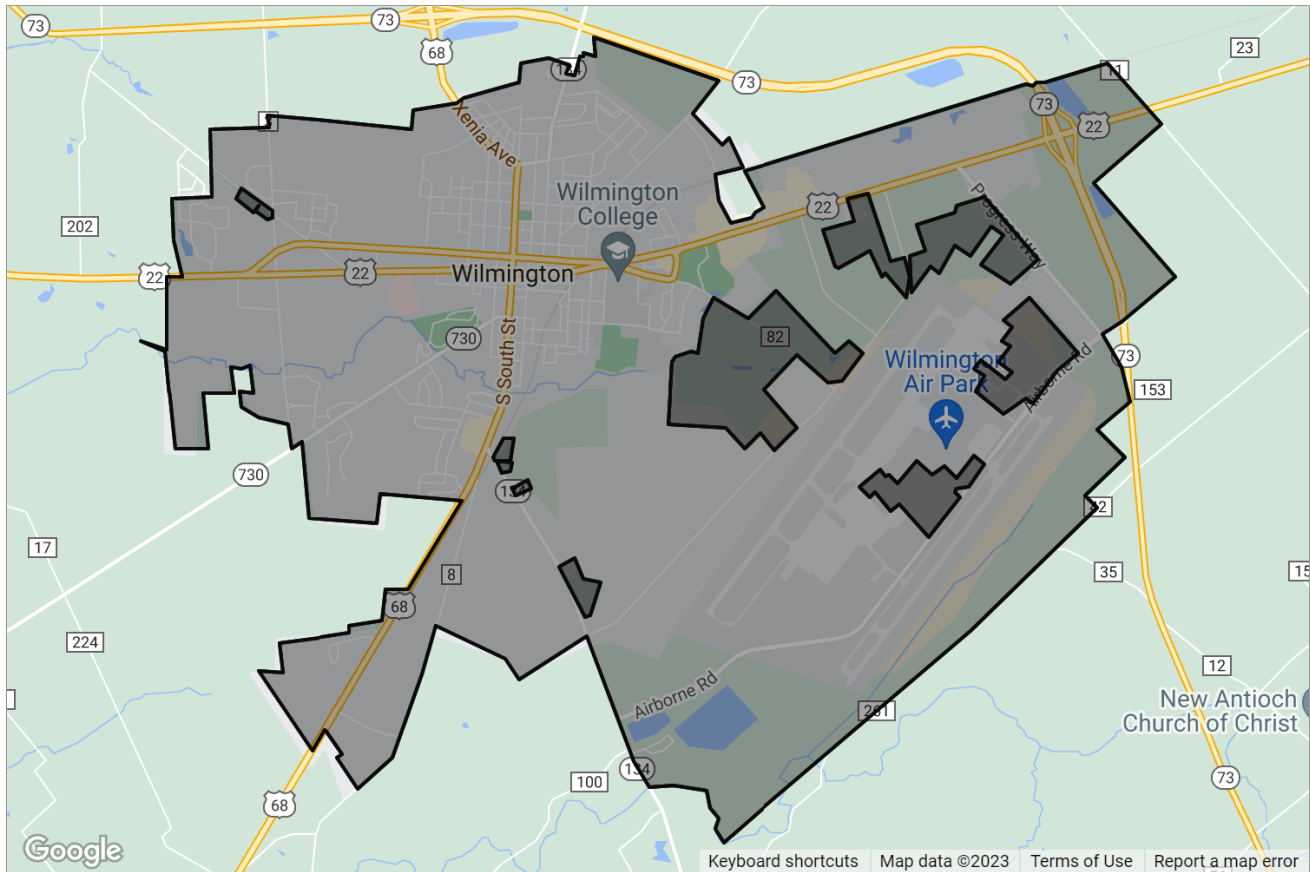 73
73
68
23
73
134
11
73
22
Xenia Ave
Wilmington
College
22
Progress Way
202
22
22
Wilmington
82
730
S South St
Wilmington
Air Park
Airborne Rd
73
153
730
134
42
17
8
35
15
68
224
12
New Antioch
Church of Christ
Airborne Rd
261
134
100
73
68
Google
Keyboard shortcuts
Map data ©2023
Terms of Use
Report a map error